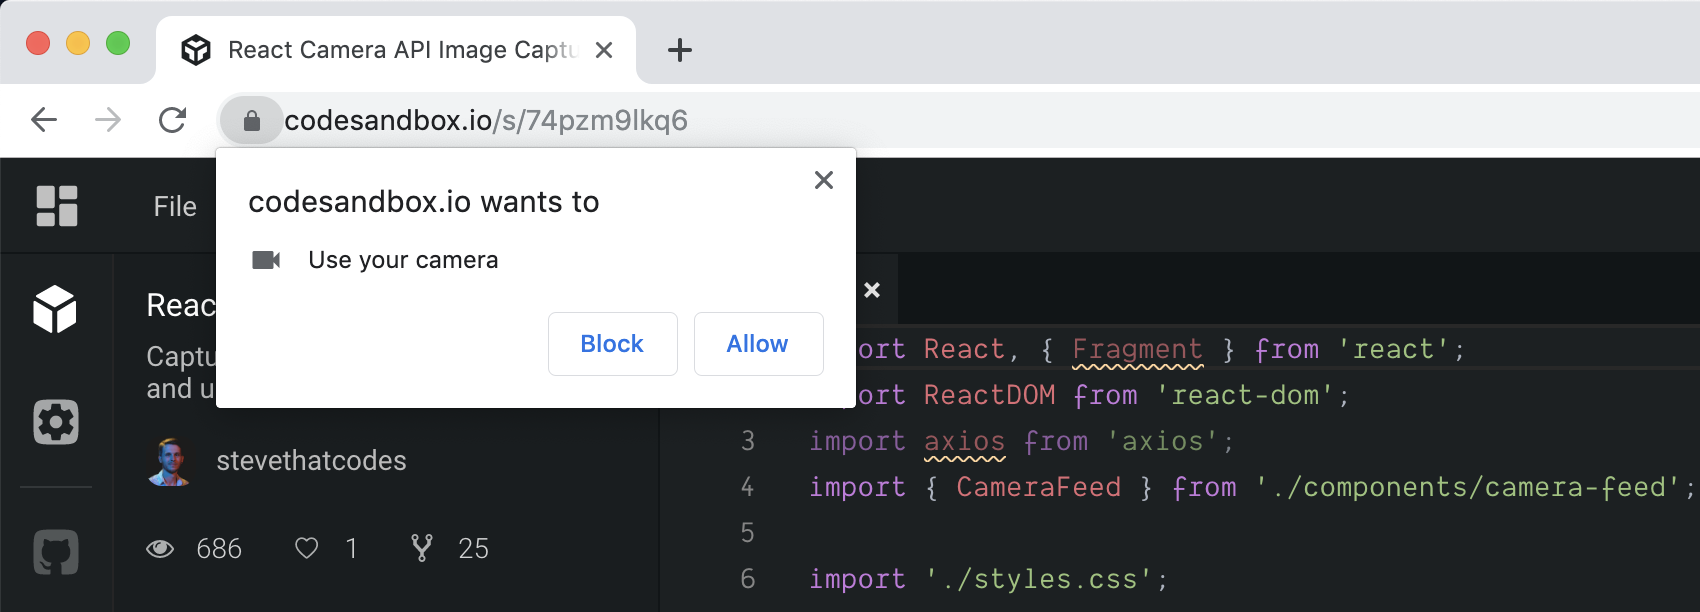 React Camera API Image Captu
codesandbox.io/s/74pzm9lkq6
codesandbox.io wants to
Use your camera
Block
Allow
File
Reac
Captu
and u
stevethatcodes
686
1
25
ort React, { Fragment } from 'react';
ort ReactDOM from 'react-dom';
3 import axios from 'axios';
4 import { CameraFeed } from './components/camera-feed';
5
6 import './styles.css';